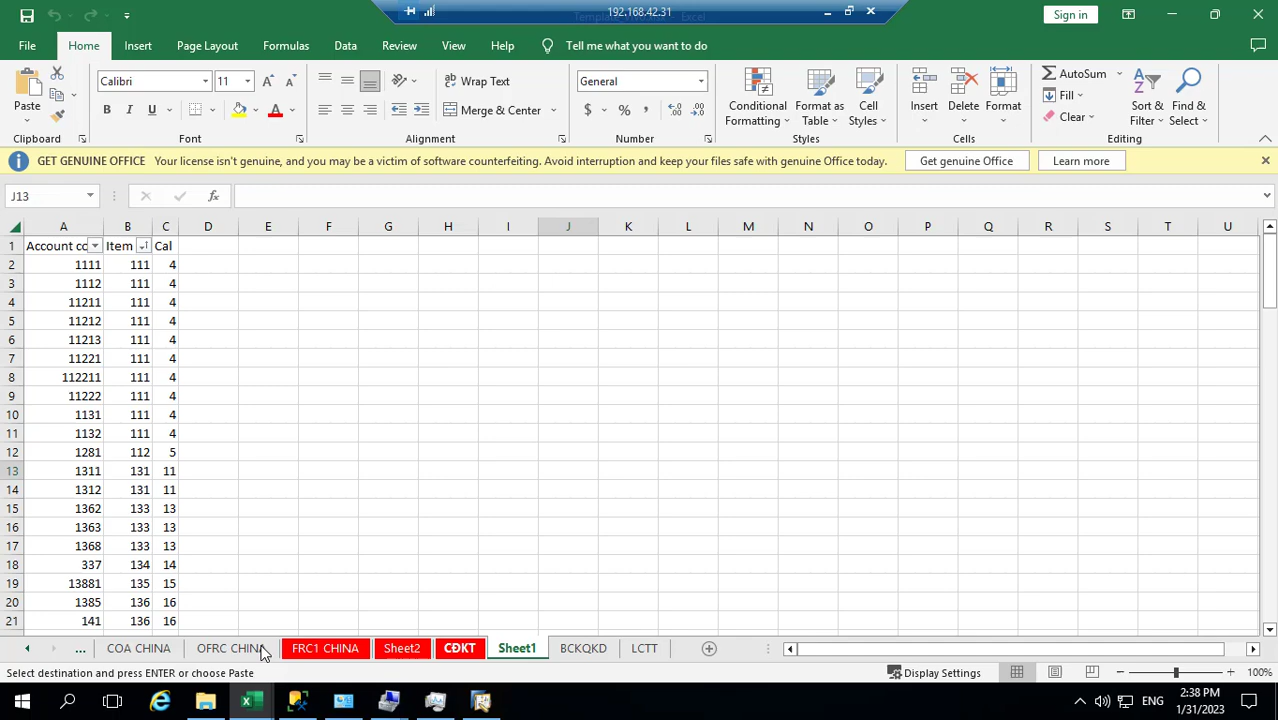 192.168.42.31
Sign in
File Home Insert Page Layout Formulas Data Review View Help Tell me what you want to do
Paste
Calibri 11
B I U
Wrap Text
Merge & Center
General
$ % ,
Conditional Formatting
Format as Table
Cell Styles
Insert
Delete
Format
AutoSum
Fill
Clear
Sort & Filter
Find & Select
Clipboard Font Alignment Number Styles Cells Editing
GET GENUINE OFFICE Your license isn't genuine, and you may be a victim of software counterfeiting. Avoid interruption and keep your files safe with genuine Office today. Get genuine Office Learn more
J13 fx
A B C D E F G H I J K L M N O P Q R S T U
1 Account cc Item Cal
2 1111 111 4
3 1112 111 4
4 11211 111 4
5 11212 111 4
6 11213 111 4
7 11221 111 4
8 112211 111 4
9 11222 111 4
10 1131 111 4
11 1132 111 4
12 1281 112 5
13 1311 131 11
14 1312 131 11
15 1362 133 13
16 1363 133 13
17 1368 133 13
18 337 134 14
19 13881 135 15
20 1385 136 16
21 141 136 16
... COA CHINA OFRC CHINA FRC1 CHINA Sheet2 CĐKT Sheet1 BCKQKD LCTT
Select destination and press ENTER or choose Paste Display Settings 100%
ENG
2:38 PM
1/31/2023